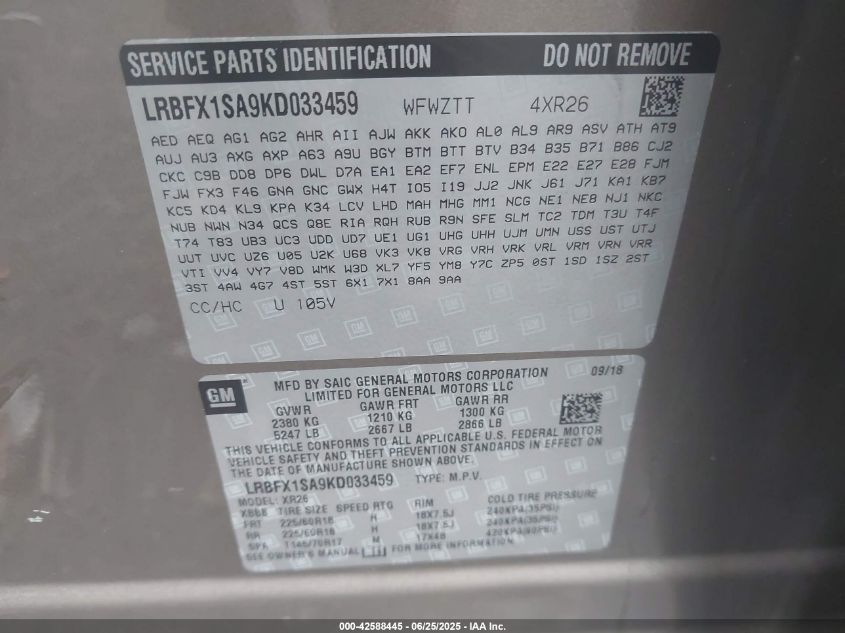 SERVICE PARTS IDENTIFICATION DO NOT REMOVE
LRBFX1SA9KD033459 WFWZTT 4XR26
AED AEQ AG1 AG2 AHR AII AJW AKK AKO AL0 AL9 AR9 ASV ATH AT9
AUJ AU3 AXG AXP A63 A9U BGY BTM BTT BTV B34 B35 B71 B86 CJ2
CKC C9B DD8 DP6 DWL D7A EA1 EA2 EF7 ENL EPM E22 E27 E28 FJM
FJW FX3 F46 GNA GNC GWX H4T IO5 I19 JJ2 JNK J61 J71 KA1 KB7
KC5 KD4 KL9 KPA K34 LCV LHD MAH MHG MM1 NCG NE1 NE8 NJ1 NKC
NUB NWN N34 QCS Q8E RIA RQH RUB R9N SFE SLM TC2 TDM T3U T4F
T74 T83 UB3 UC3 UDD UD7 UE1 UG1 UHG UHH UJM UMN USS UST UTJ
UUT UVC UZ6 U05 U2K U68 VK3 VK8 VRG VRH VRK VRL VRM VRN VRR
VTI VV4 VY7 V8D WMK W3D XL7 YF5 YM8 Y7C ZP5 0ST 1SD 1SZ 2ST
3ST 4AW 4G7 4ST 5ST 6X1 7X1 8AA 9AA
CC/HC U 105V
GM
MFD BY SAIC GENERAL MOTORS CORPORATION 09/18
LIMITED FOR GENERAL MOTORS LLC
GVWR GAWR FRT GAWR RR
2380 KG 1210 KG 1300 KG
5247 LB 2667 LB 2866 LB
THIS VEHICLE CONFORMS TO ALL APPLICABLE U.S. FEDERAL MOTOR
VEHICLE SAFETY AND THEFT PREVENTION STANDARDS IN EFFECT ON
THE DATE OF MANUFACTURE SHOWN ABOVE.
LRBFX1SA9KD033459 TYPE: M.P.V.
MODEL: XR26
TIRE SIZE SPEED RTG RIM COLD TIRE PRESSURE
FRT 225/60R18 H 18X7.5J 240KPA(35PSI)
RR 225/60R18 H 18X7.5J 240KPA(35PSI)
SPR T145/70R17 M 17X4B 420KPA(60PSI)
SEE OWNER'S MANUAL FOR MORE INFORMATION
000-42588445 - 06/25/2025 - IAA Inc.